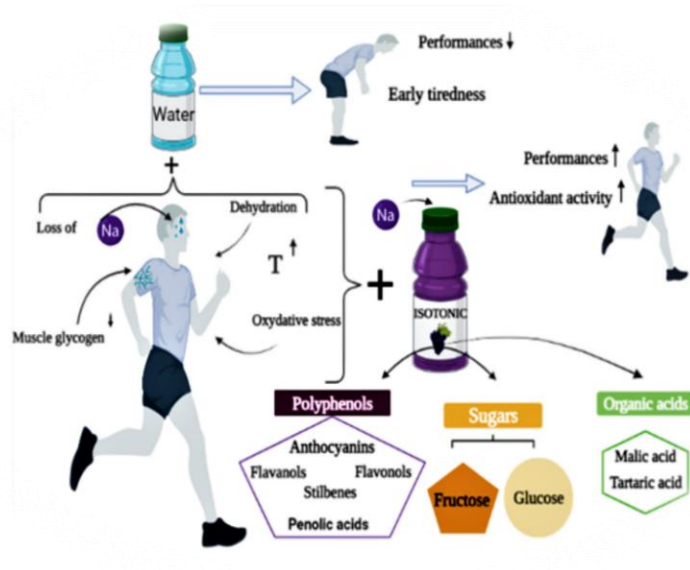 Performances ↓
Early tiredness
Water
+
Loss of
Na
Dehydration
T ↑
Muscle glycogen ↓
Oxydative stress
+
Na
ISOTONIC
Performances ↑
Antioxidant activity ↑
Polyphenols
Anthocyanins
Flavanols
Flavonols
Stilbenes
Penolic acids
Sugars
Fructose
Glucose
Organic acids
Malic acid
Tartaric acid